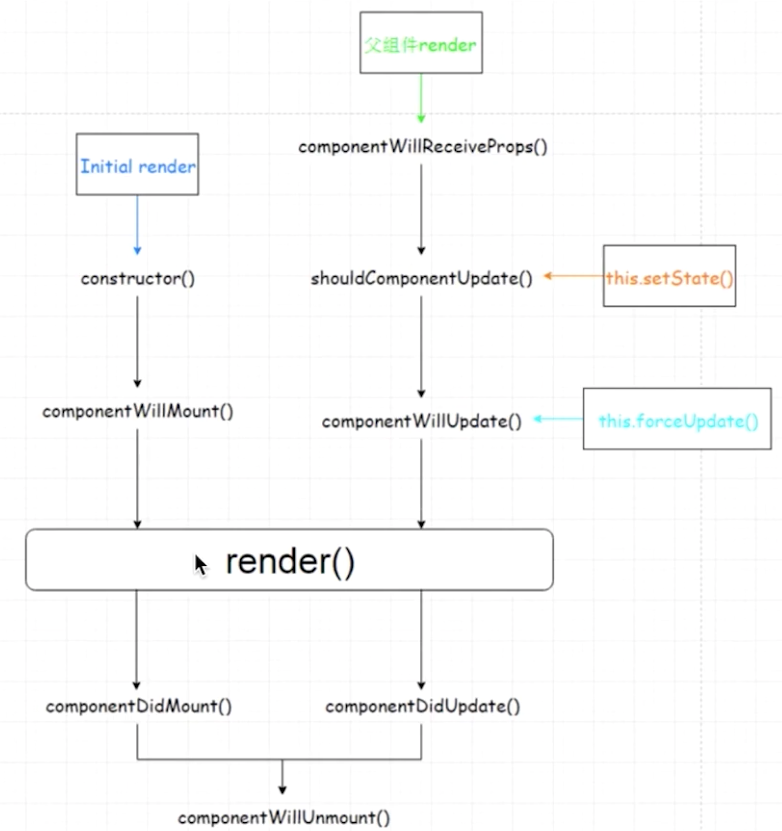 父组件render
componentWillReceiveProps()
Initial render
constructor()
shouldComponentUpdate()
this.setState()
componentWillMount()
componentWillUpdate()
this.forceUpdate()
render()
componentDidMount()
componentDidUpdate()
componentWillUnmount()